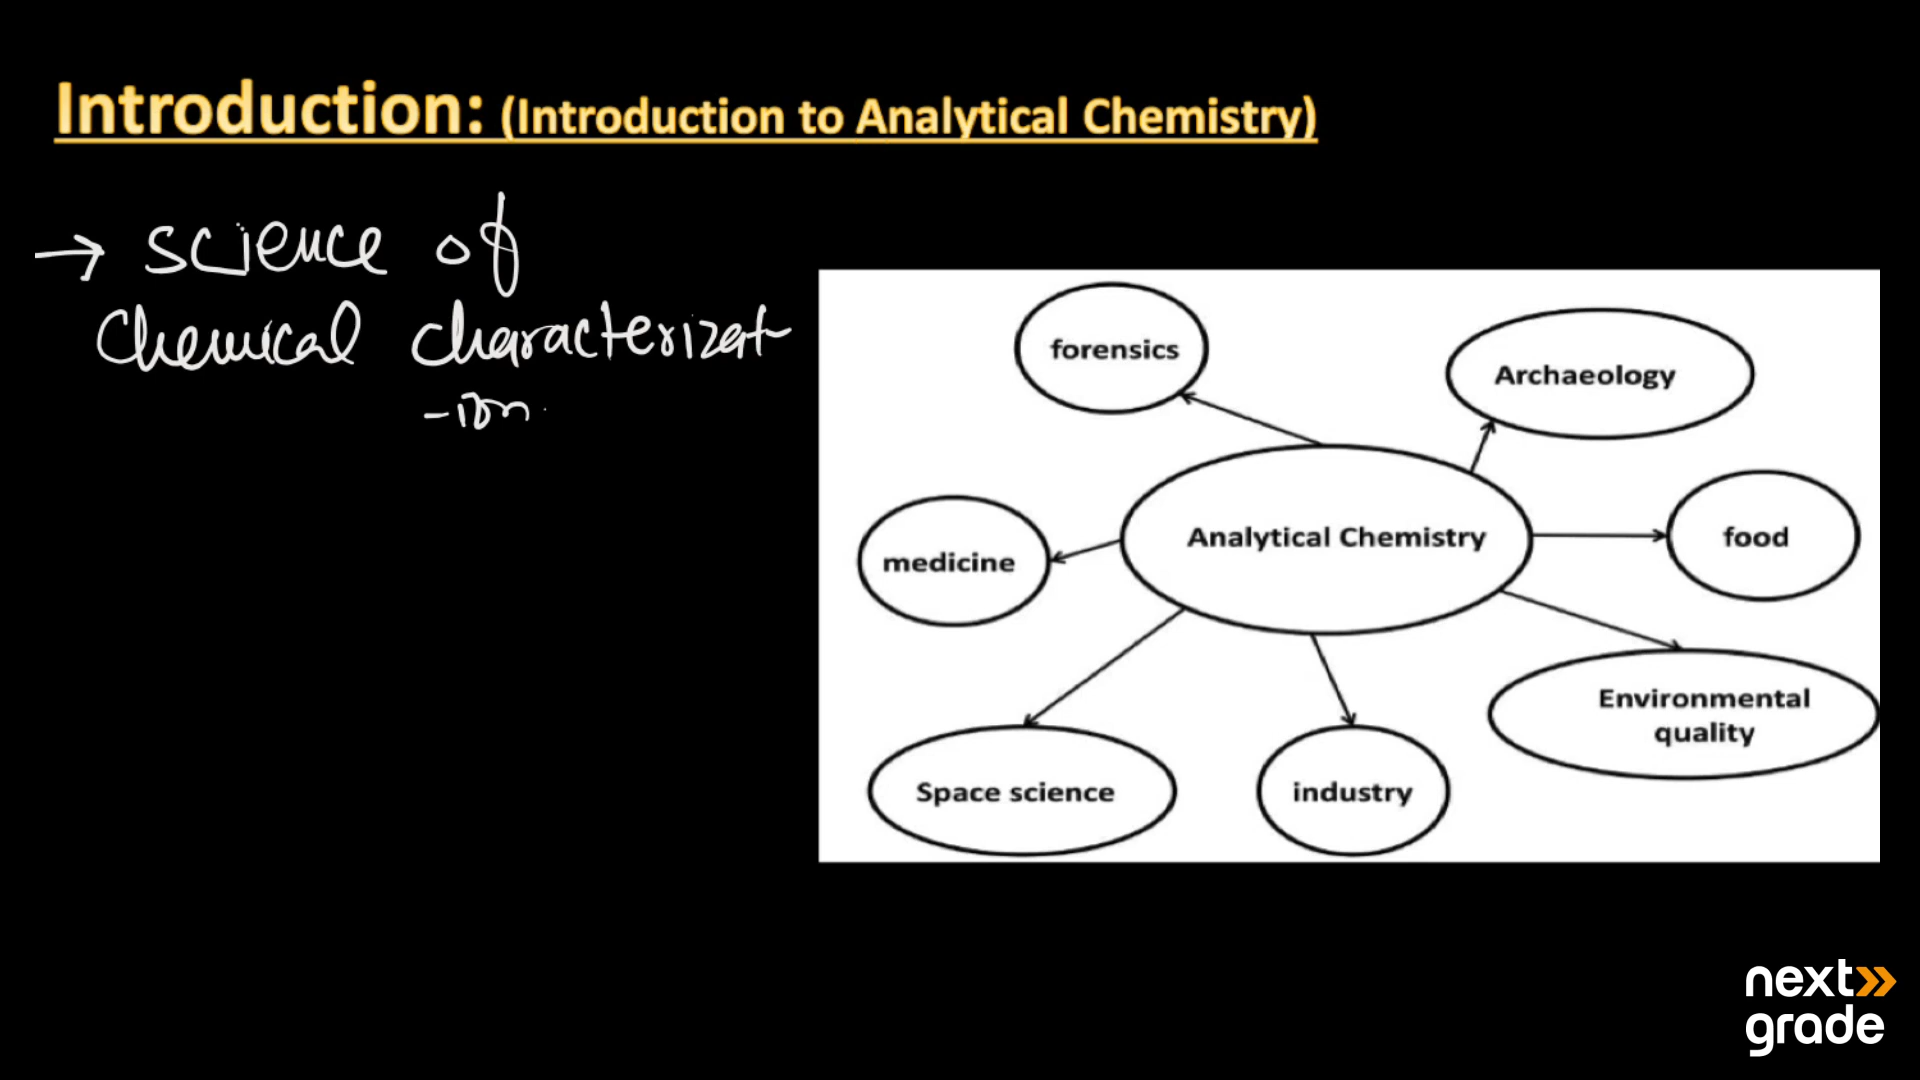 Introduction: (Introduction to Analytical Chemistry)
→ science of
Chemical characterizat
-ion
forensics
Archaeology
Analytical Chemistry
food
medicine
Environmental
quality
Space science
industry
next
grade